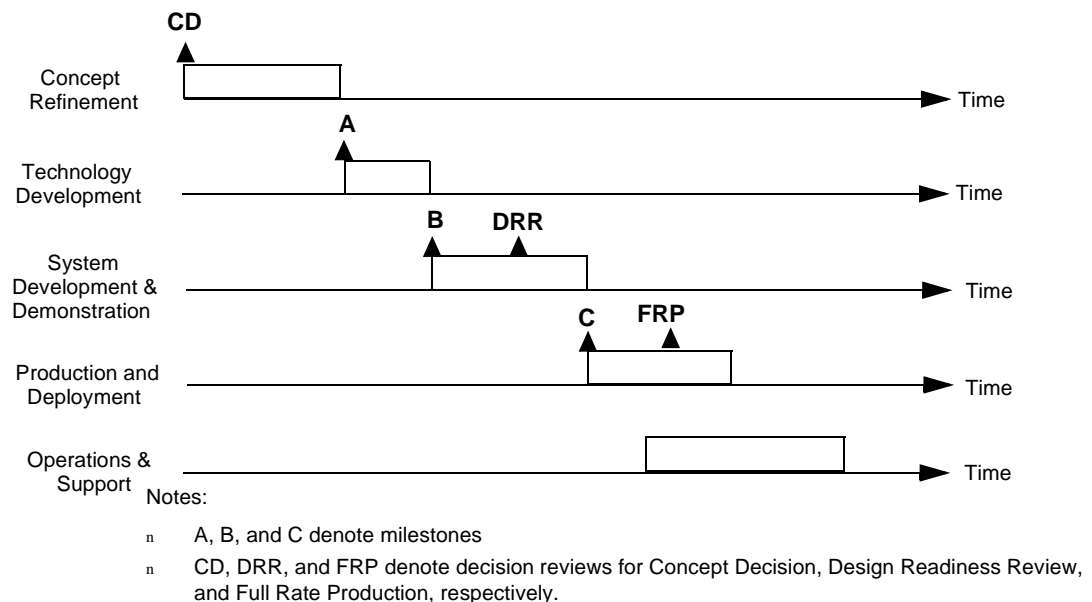 CD
Concept
Refinement
Time
A
Technology
Development
Time
B DRR
System
Development &
Demonstration
Time
C FRP
Production and
Deployment
Time
Operations &
Support
Time
Notes:
n A, B, and C denote milestones
n CD, DRR, and FRP denote decision reviews for Concept Decision, Design Readiness Review,
and Full Rate Production, respectively.